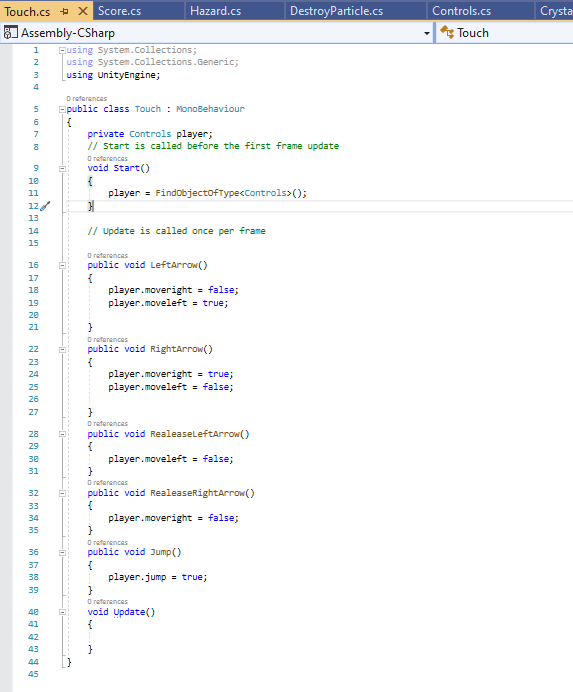 Touch.cs Score.cs Hazard.cs DestroyParticle.cs Controls.cs Crysta
Assembly-CSharp Touch
1 using System.Collections;
2 using System.Collections.Generic;
3 using UnityEngine;
4
0 references
5 public class Touch : MonoBehaviour
6 {
7 private Controls player;
8 // Start is called before the first frame update
0 references
9 void Start()
10 {
11 player = FindObjectOfType<Controls>();
12 }
13
14 // Update is called once per frame
15
0 references
16 public void LeftArrow()
17 {
18 player.moveright = false;
19 player.moveleft = true;
20
21 }
0 references
22 public void RightArrow()
23 {
24 player.moveright = true;
25 player.moveleft = false;
26
27 }
0 references
28 public void RealeaseLeftArrow()
29 {
30 player.moveleft = false;
31 }
0 references
32 public void RealeaseRightArrow()
33 {
34 player.moveright = false;
35 }
0 references
36 public void Jump()
37 {
38 player.jump = true;
39 }
0 references
40 void Update()
41 {
42
43 }
44 }
45